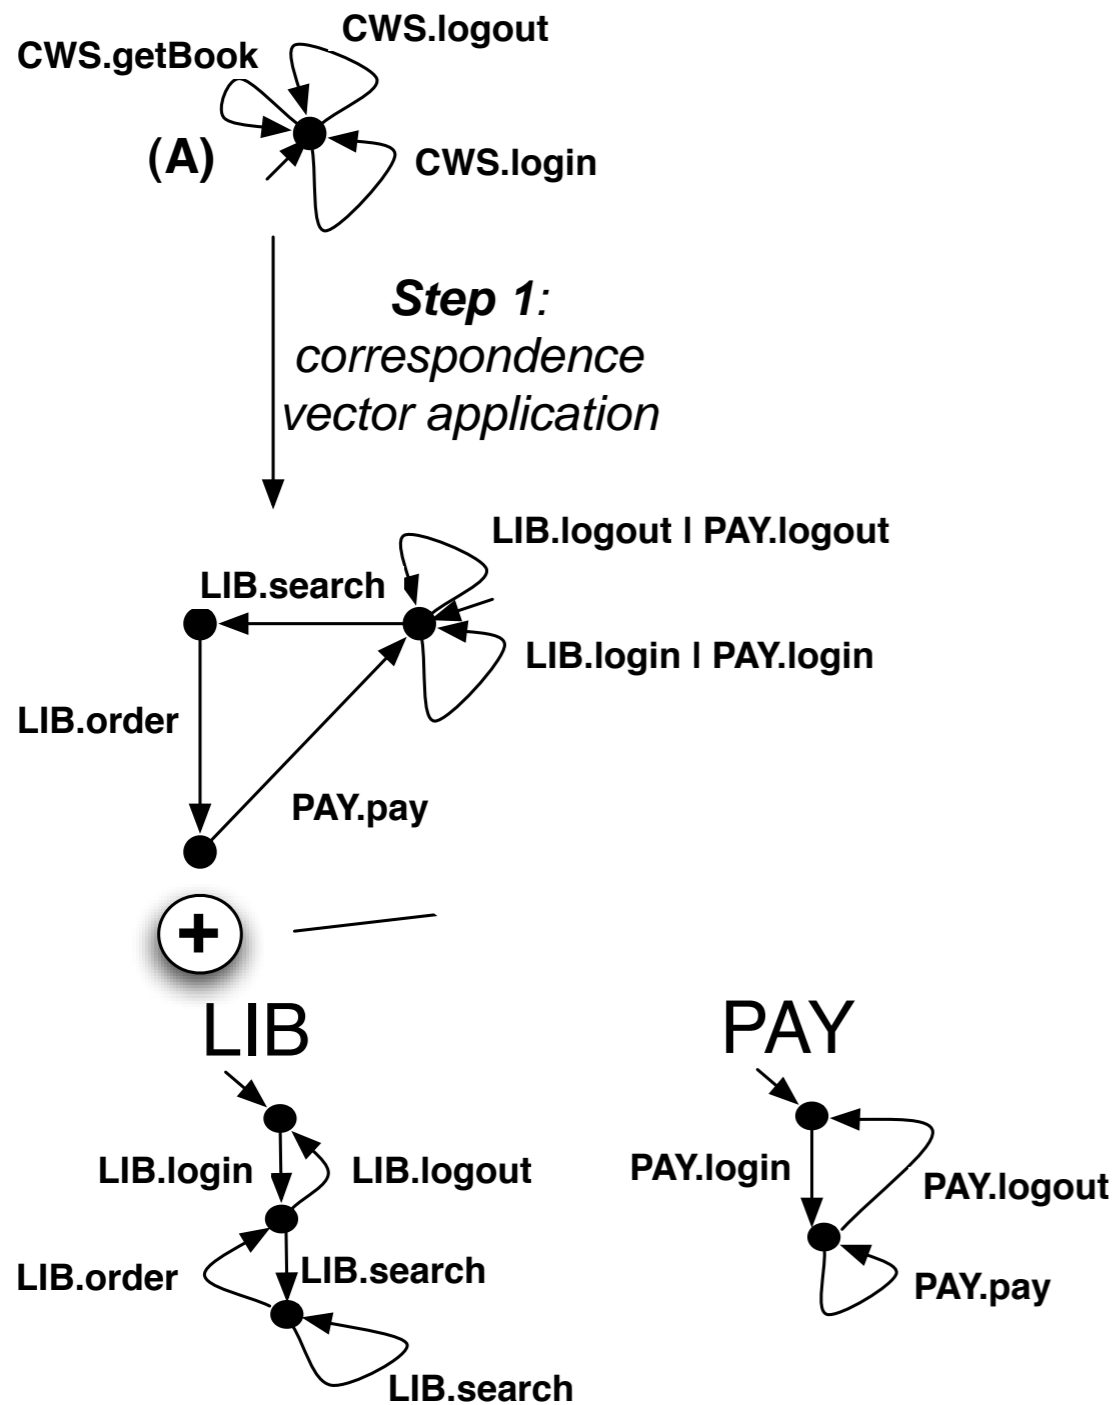 CWS.logout
CWS.getBook
(A)
CWS.login
Step 1:
correspondence
vector application
LIB.logout | PAY.logout
LIB.search
LIB.login | PAY.login
LIB.order
PAY.pay
+
LIB
PAY
LIB.login
LIB.logout
PAY.login
PAY.logout
LIB.order
LIB.search
PAY.pay
LIB.search